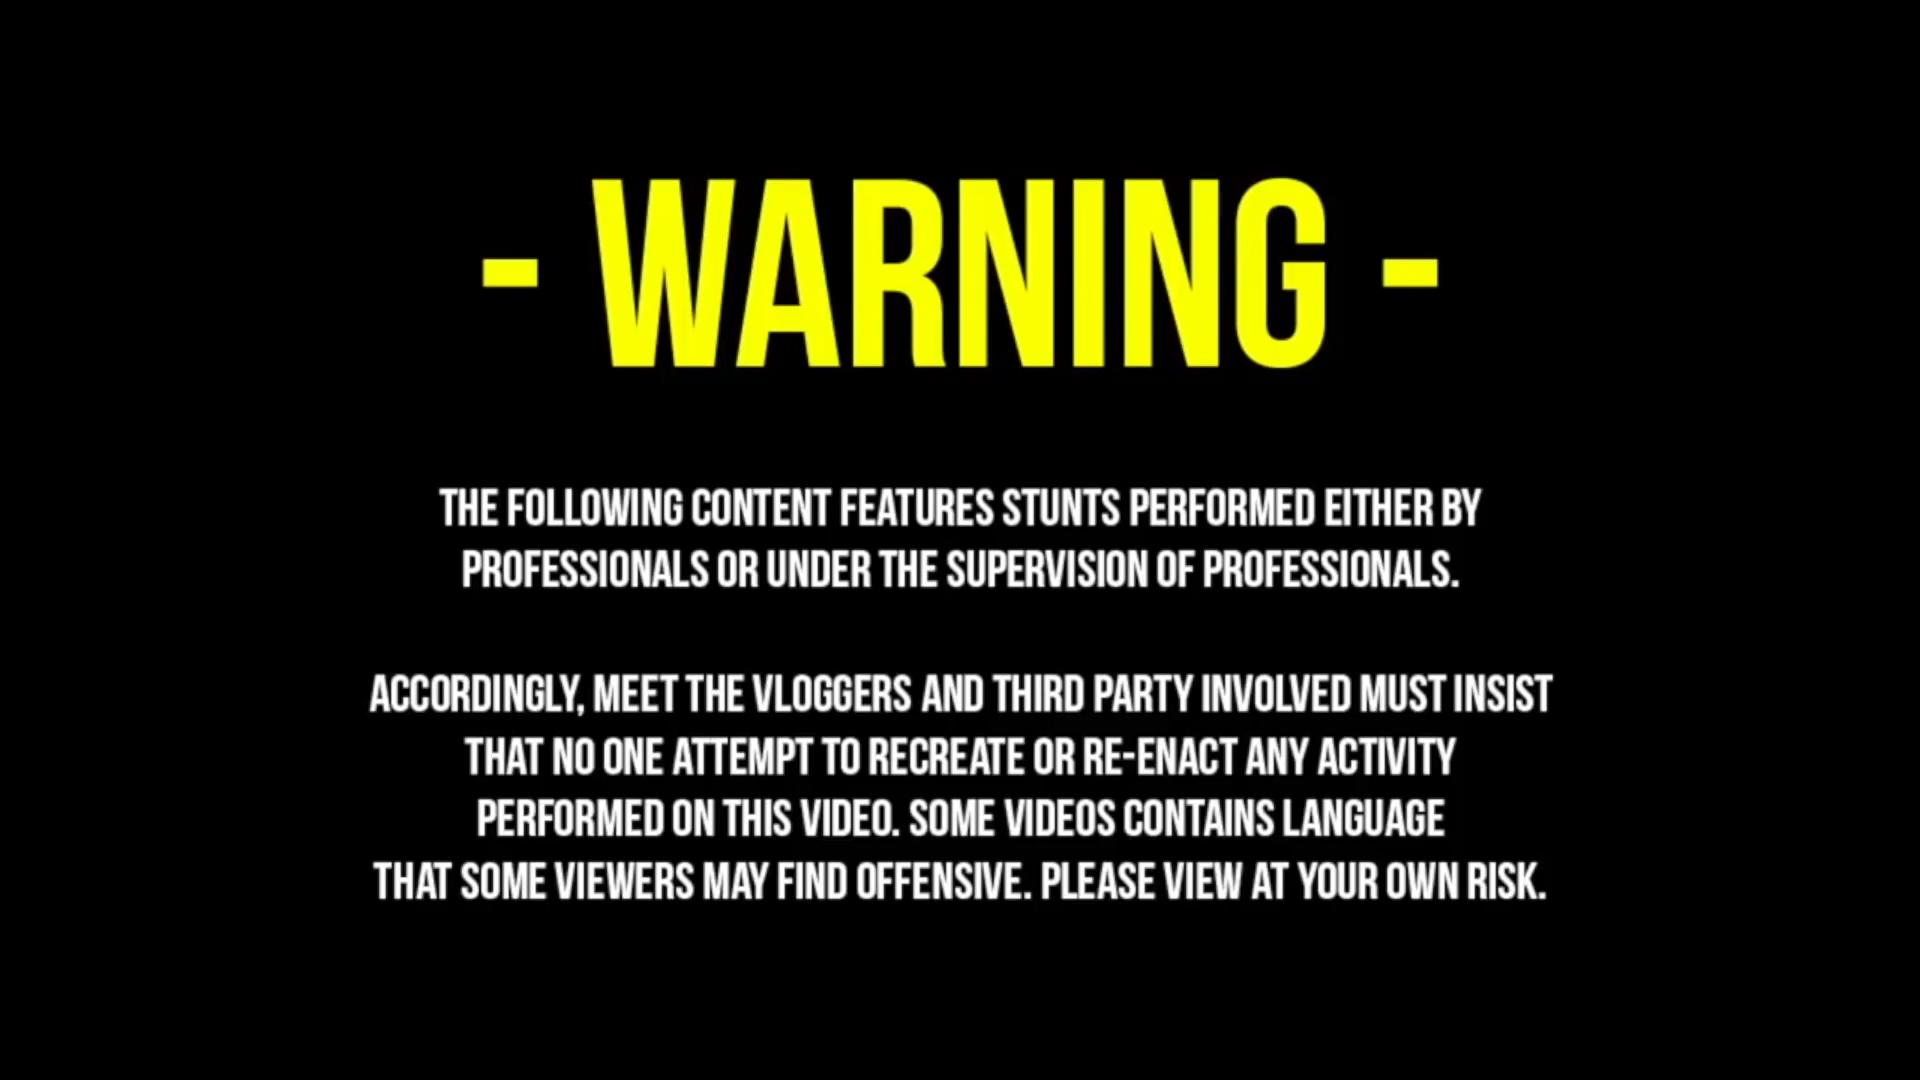 - WARNING -
THE FOLLOWING CONTENT FEATURES STUNTS PERFORMED EITHER BY
PROFESSIONALS OR UNDER THE SUPERVISION OF PROFESSIONALS.
ACCORDINGLY, MEET THE VLOGGERS AND THIRD PARTY INVOLVED MUST INSIST
THAT NO ONE ATTEMPT TO RECREATE OR RE-ENACT ANY ACTIVITY
PERFORMED ON THIS VIDEO. SOME VIDEOS CONTAINS LANGUAGE
THAT SOME VIEWERS MAY FIND OFFENSIVE. PLEASE VIEW AT YOUR OWN RISK.